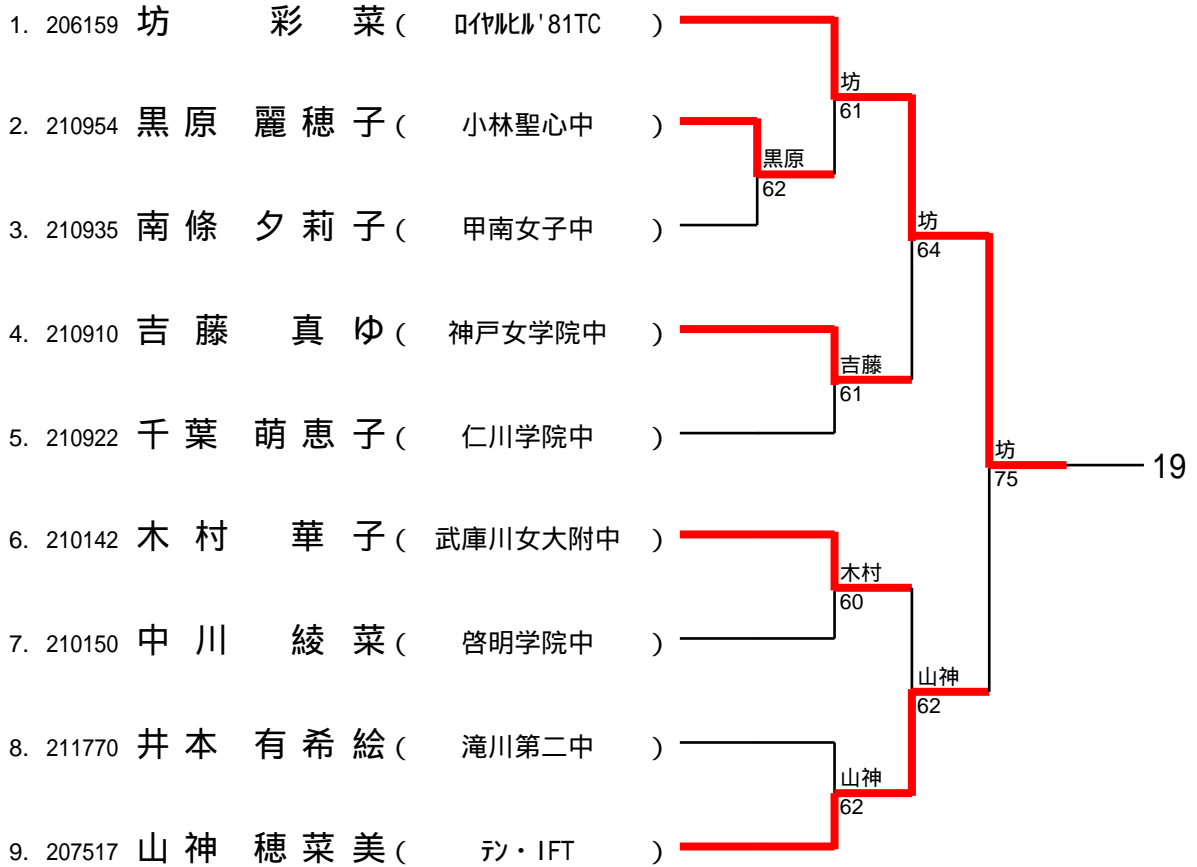 1. 206159 坊 彩 菜 ( ﾛｲﾔﾙﾋﾙ'81TC )
坊
61
2. 210954 黒 原 麗 穂 子 ( 小林聖心中 )
黒原
62
3. 210935 南 條 夕 莉 子 ( 甲南女子中 )
坊
64
4. 210910 吉 藤 真 ゆ ( 神戸女学院中 )
吉藤
61
5. 210922 千 葉 萌 恵 子 ( 仁川学院中 )
坊
75
19
6. 210142 木 村 華 子 ( 武庫川女大附中 )
木村
60
7. 210150 中 川 綾 菜 ( 啓明学院中 )
山神
62
8. 211770 井 本 有 希 絵 ( 滝川第二中 )
山神
62
9. 207517 山 神 穂 菜 美 ( ﾃﾝ・IFT )